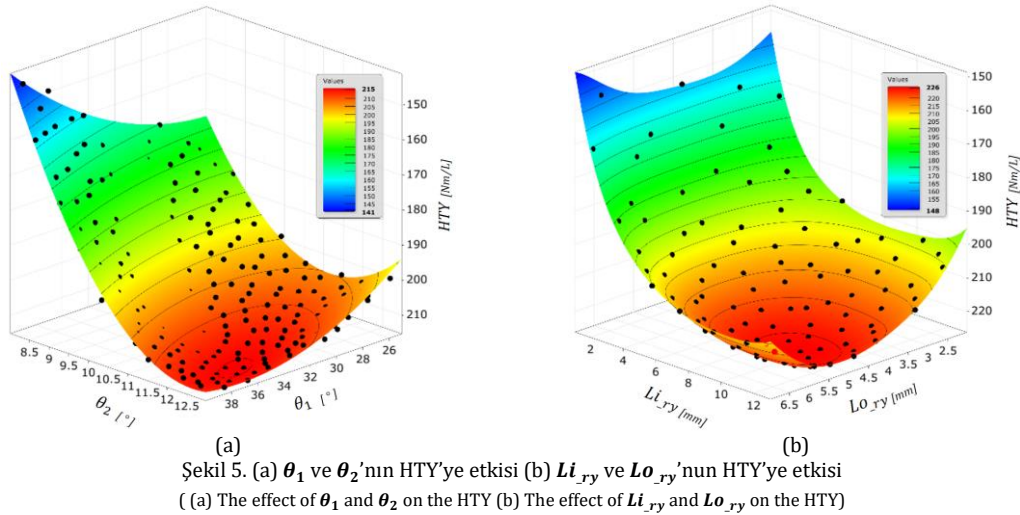 Values
215
210
205
200
195
190
185
180
175
170
165
160
155
150
145
141
150
160
170
180
190
200
210
HTY [Nm/L]
8.5 9 9.5 10 10.5 11 11.5 12 12.5
θ2 [°]
38 36 34 32 30 28 26
θ1 [°]
(a)
Values
226
220
215
210
205
200
195
190
185
180
175
170
165
160
155
148
150
160
170
180
190
200
210
220
HTY [Nm/L]
2 4 6 8 10 12
Li_ry [mm]
6.5 6 5.5 5 4.5 4 3.5 3 2.5
Lo_ry [mm]
(b)
Şekil 5. (a) θ1 ve θ2'nın HTY'ye etkisi (b) Li_ry ve Lo_ry'nun HTY'ye etkisi
( (a) The effect of θ1 and θ2 on the HTY (b) The effect of Li_ry and Lo_ry on the HTY)